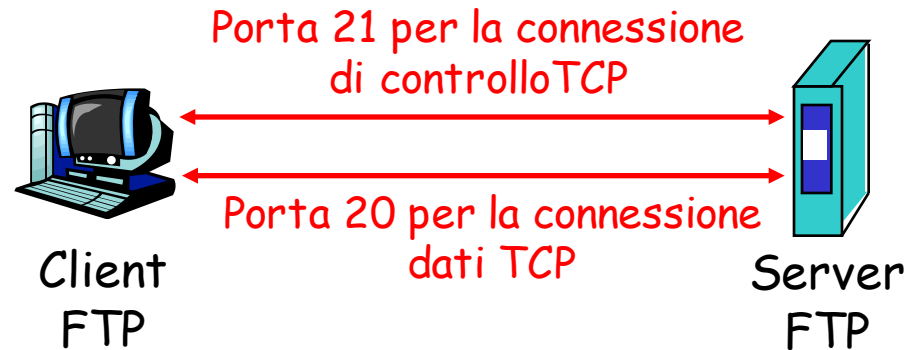 Porta 21 per la connessione
di controlloTCP
Porta 20 per la connessione
dati TCP
Client
FTP
Server
FTP